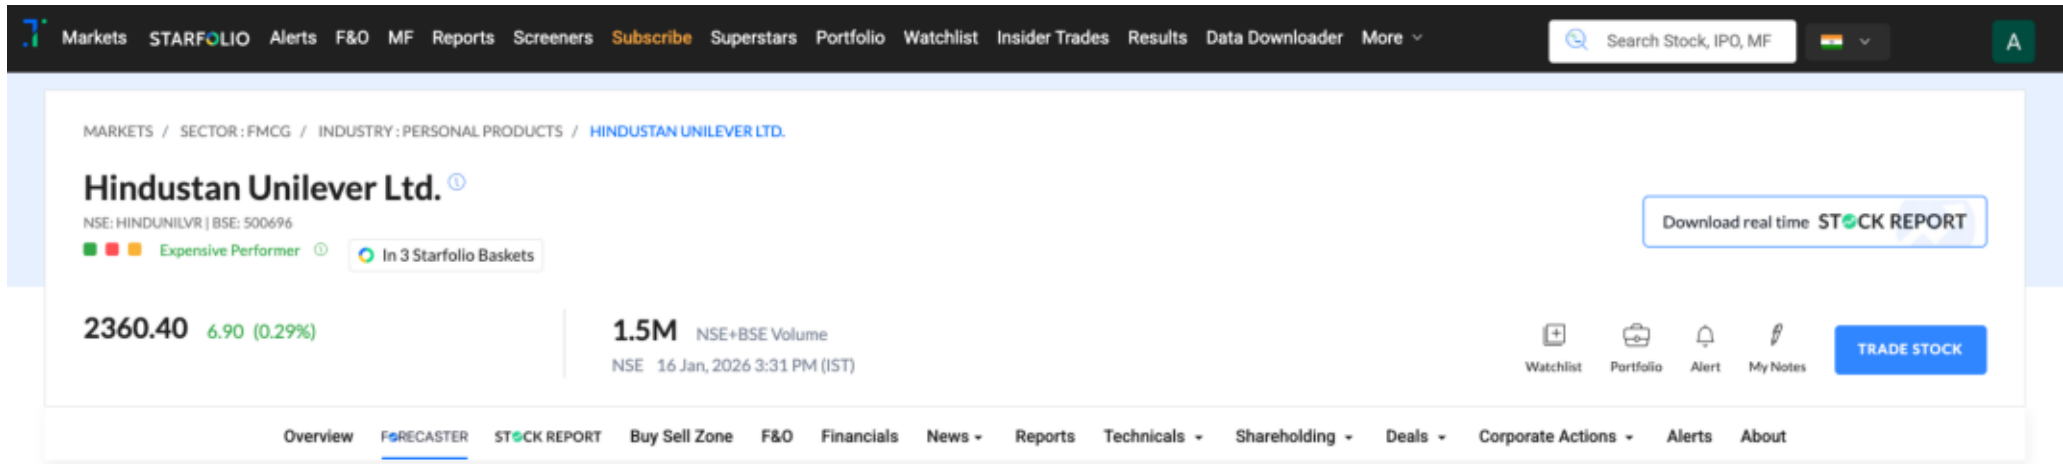 Markets STARFOLIO Alerts F&O MF Reports Screeners Subscribe Superstars Portfolio Watchlist Insider Trades Results Data Downloader More Search Stock, IPO, MF A
MARKETS / SECTOR : FMCG / INDUSTRY : PERSONAL PRODUCTS / HINDUSTAN UNILEVER LTD.
Hindustan Unilever Ltd.
NSE: HINDUNILVR | BSE: 500696
Expensive Performer In 3 Starfolio Baskets
Download real time STOCK REPORT
2360.40 6.90 (0.29%)
1.5M NSE+BSE Volume
NSE 16 Jan, 2026 3:31 PM (IST)
Watchlist Portfolio Alert My Notes TRADE STOCK
Overview FORECASTER STOCK REPORT Buy Sell Zone F&O Financials News Reports Technicals Shareholding Deals Corporate Actions Alerts About